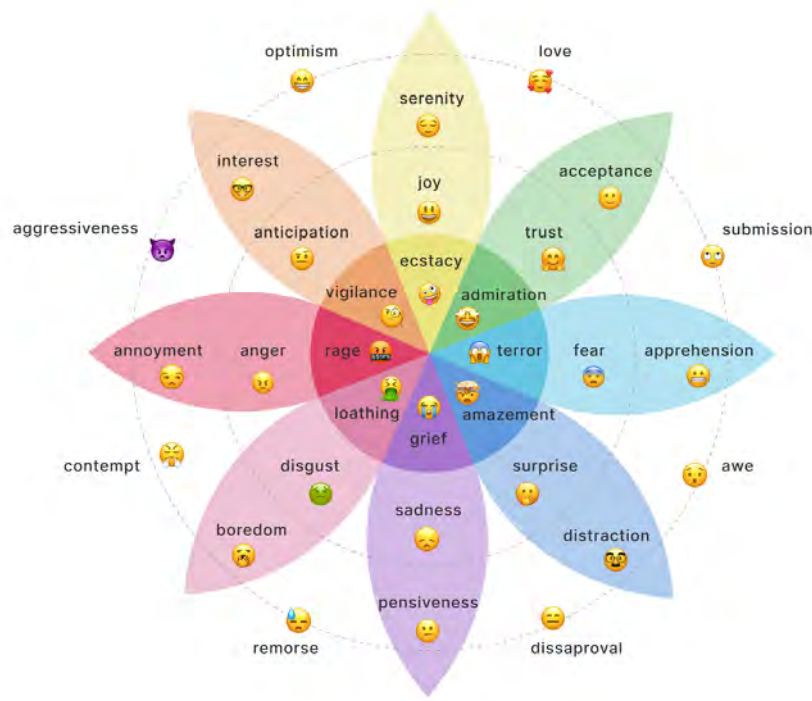 optimism
love
serenity
interest
acceptance
joy
aggressiveness
anticipation
trust
submission
ecstacy
vigilance
admiration
annoyment
anger
rage
terror
fear
apprehension
loathing
amazement
grief
contempt
disgust
surprise
awe
boredom
sadness
distraction
pensiveness
remorse
dissaproval